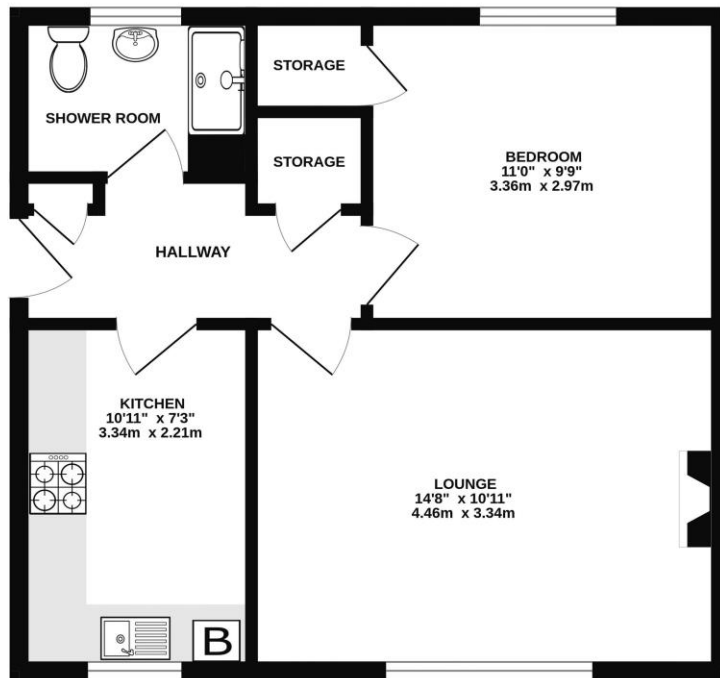 STORAGE
SHOWER ROOM
STORAGE
BEDROOM
11'0" x 9'9"
3.36m x 2.97m
HALLWAY
KITCHEN
10'11" x 7'3"
3.34m x 2.21m
LOUNGE
14'8" x 10'11"
4.46m x 3.34m
B